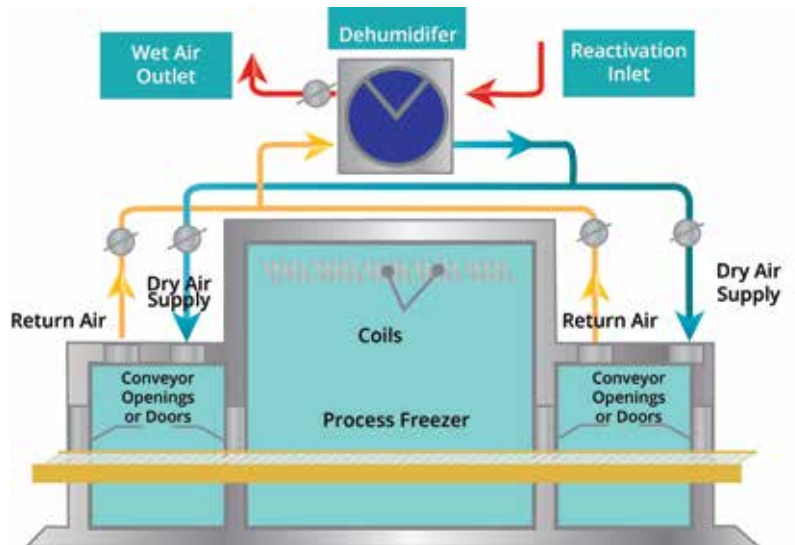 Dehumidifer
Wet Air
Outlet
Reactivation
Inlet
Dry Air
Supply
Return Air
Dry Air
Supply
Return Air
Coils
Conveyor
Openings
or Doors
Conveyor
Openings
or Doors
Process Freezer